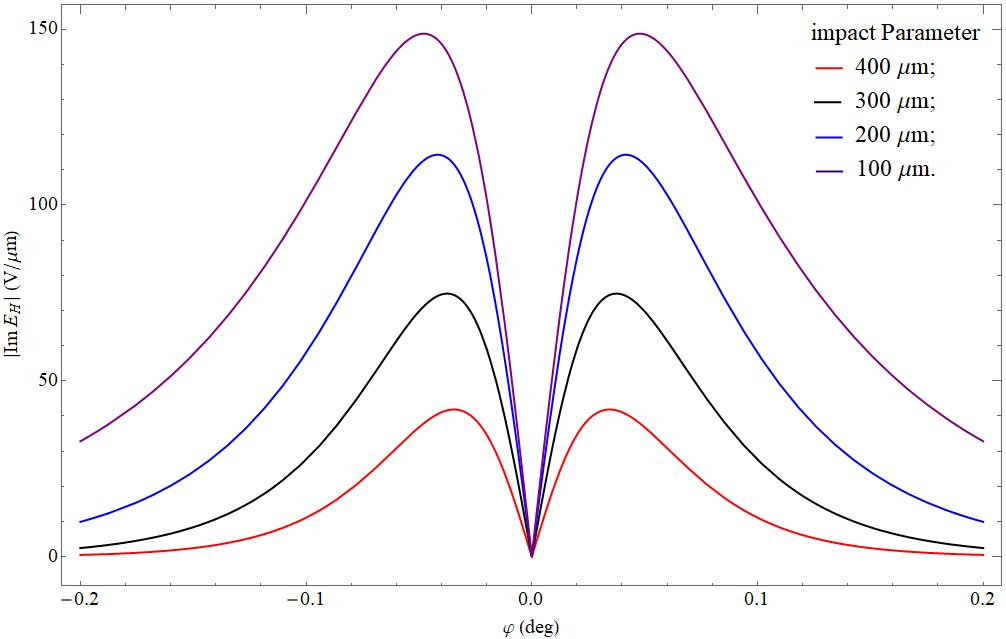 impact Parameter
400 μm;
300 μm;
200 μm;
100 μm.
150
100
50
0
|Im E_H| (V/μm)
−0.2 −0.1 0.0 0.1 0.2
φ (deg)